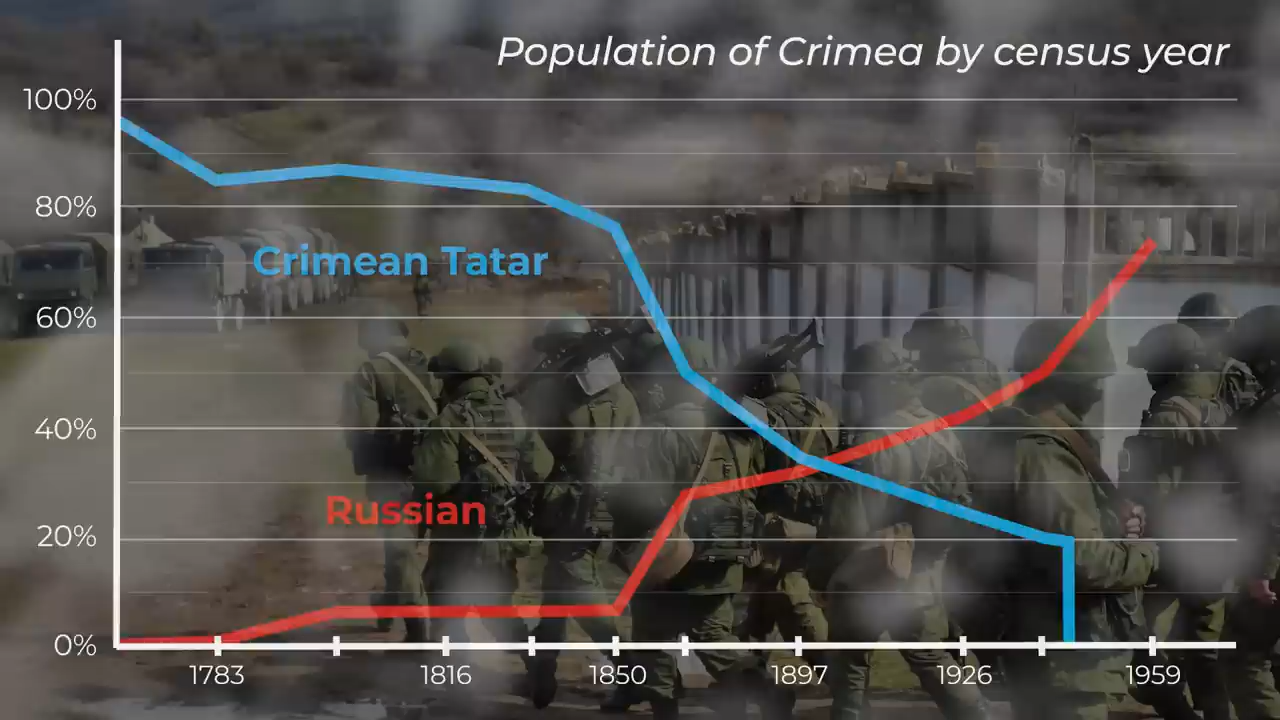 Population of Crimea by census year
100%
80%
Crimean Tatar
60%
40%
Russian
20%
0%
1783 1816 1850 1897 1926 1959